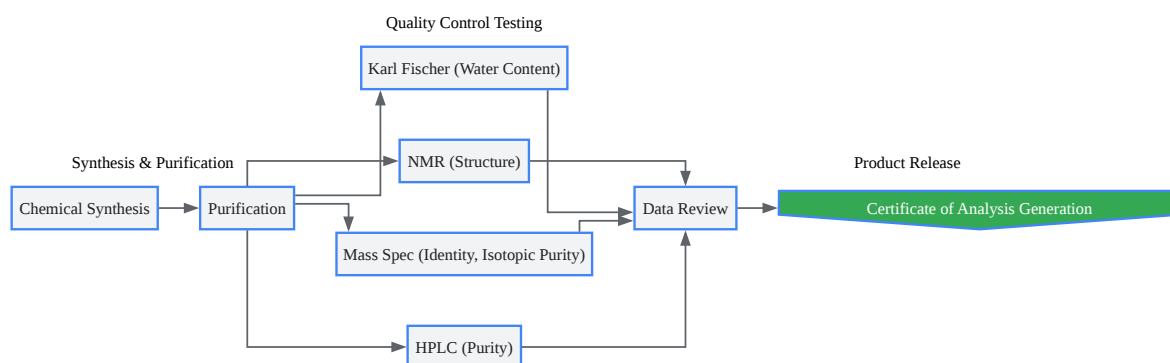 Quality Control Testing
Karl Fischer (Water Content)
NMR (Structure)
Synthesis & Purification
Product Release
Chemical Synthesis
Purification
Data Review
Certificate of Analysis Generation
Mass Spec (Identity, Isotopic Purity)
HPLC (Purity)